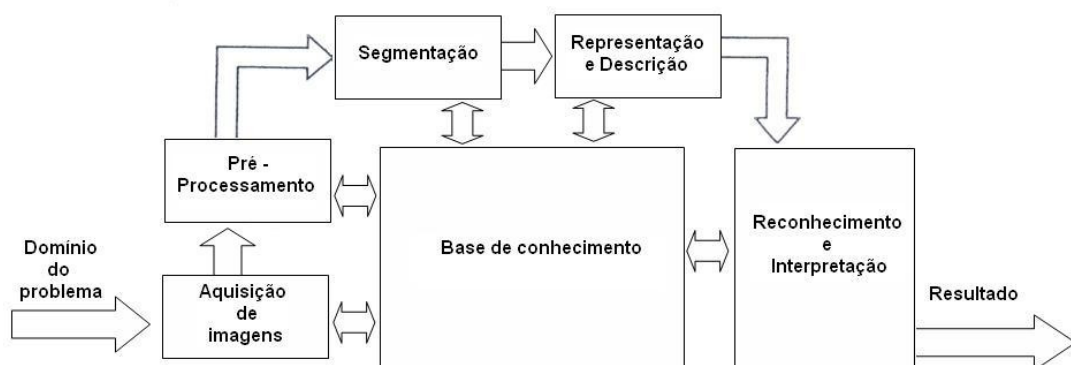 Segmentação
Representação
e Descrição
Pré -
Processamento
Base de conhecimento
Reconhecimento
e
Interpretação
Domínio
do
problema
Aquisição
de
imagens
Resultado